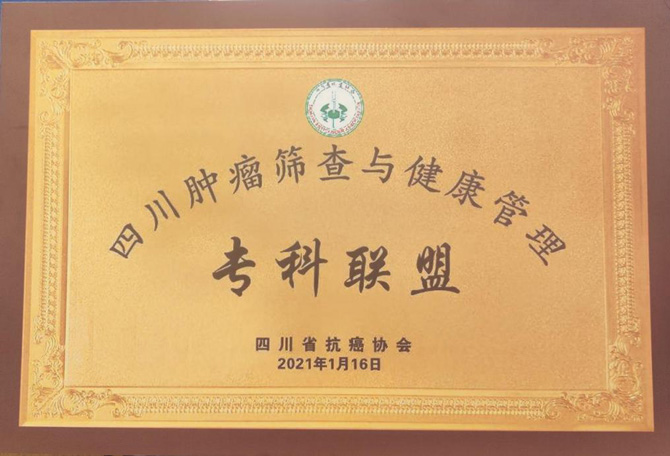 四川肿瘤筛查与健康管理
专科联盟
四川省抗癌协会
2021年1月16日